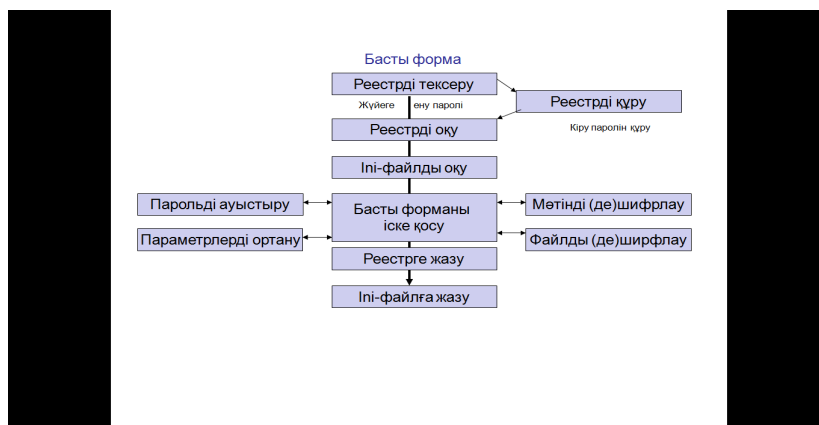 Басты форма
Реестрді тексеру
Жүйеге ену паролі
Реестрді құру
Реестрді оқу
Кіру паролін құру
Ini-файлды оқу
Парольді ауыстыру
Басты форманы
іске қосу
Мәтінді (де)шифрлау
Параметрлерді ортану
Файлды (де)ширфлау
Реестрге жазу
Ini-файлға жазу